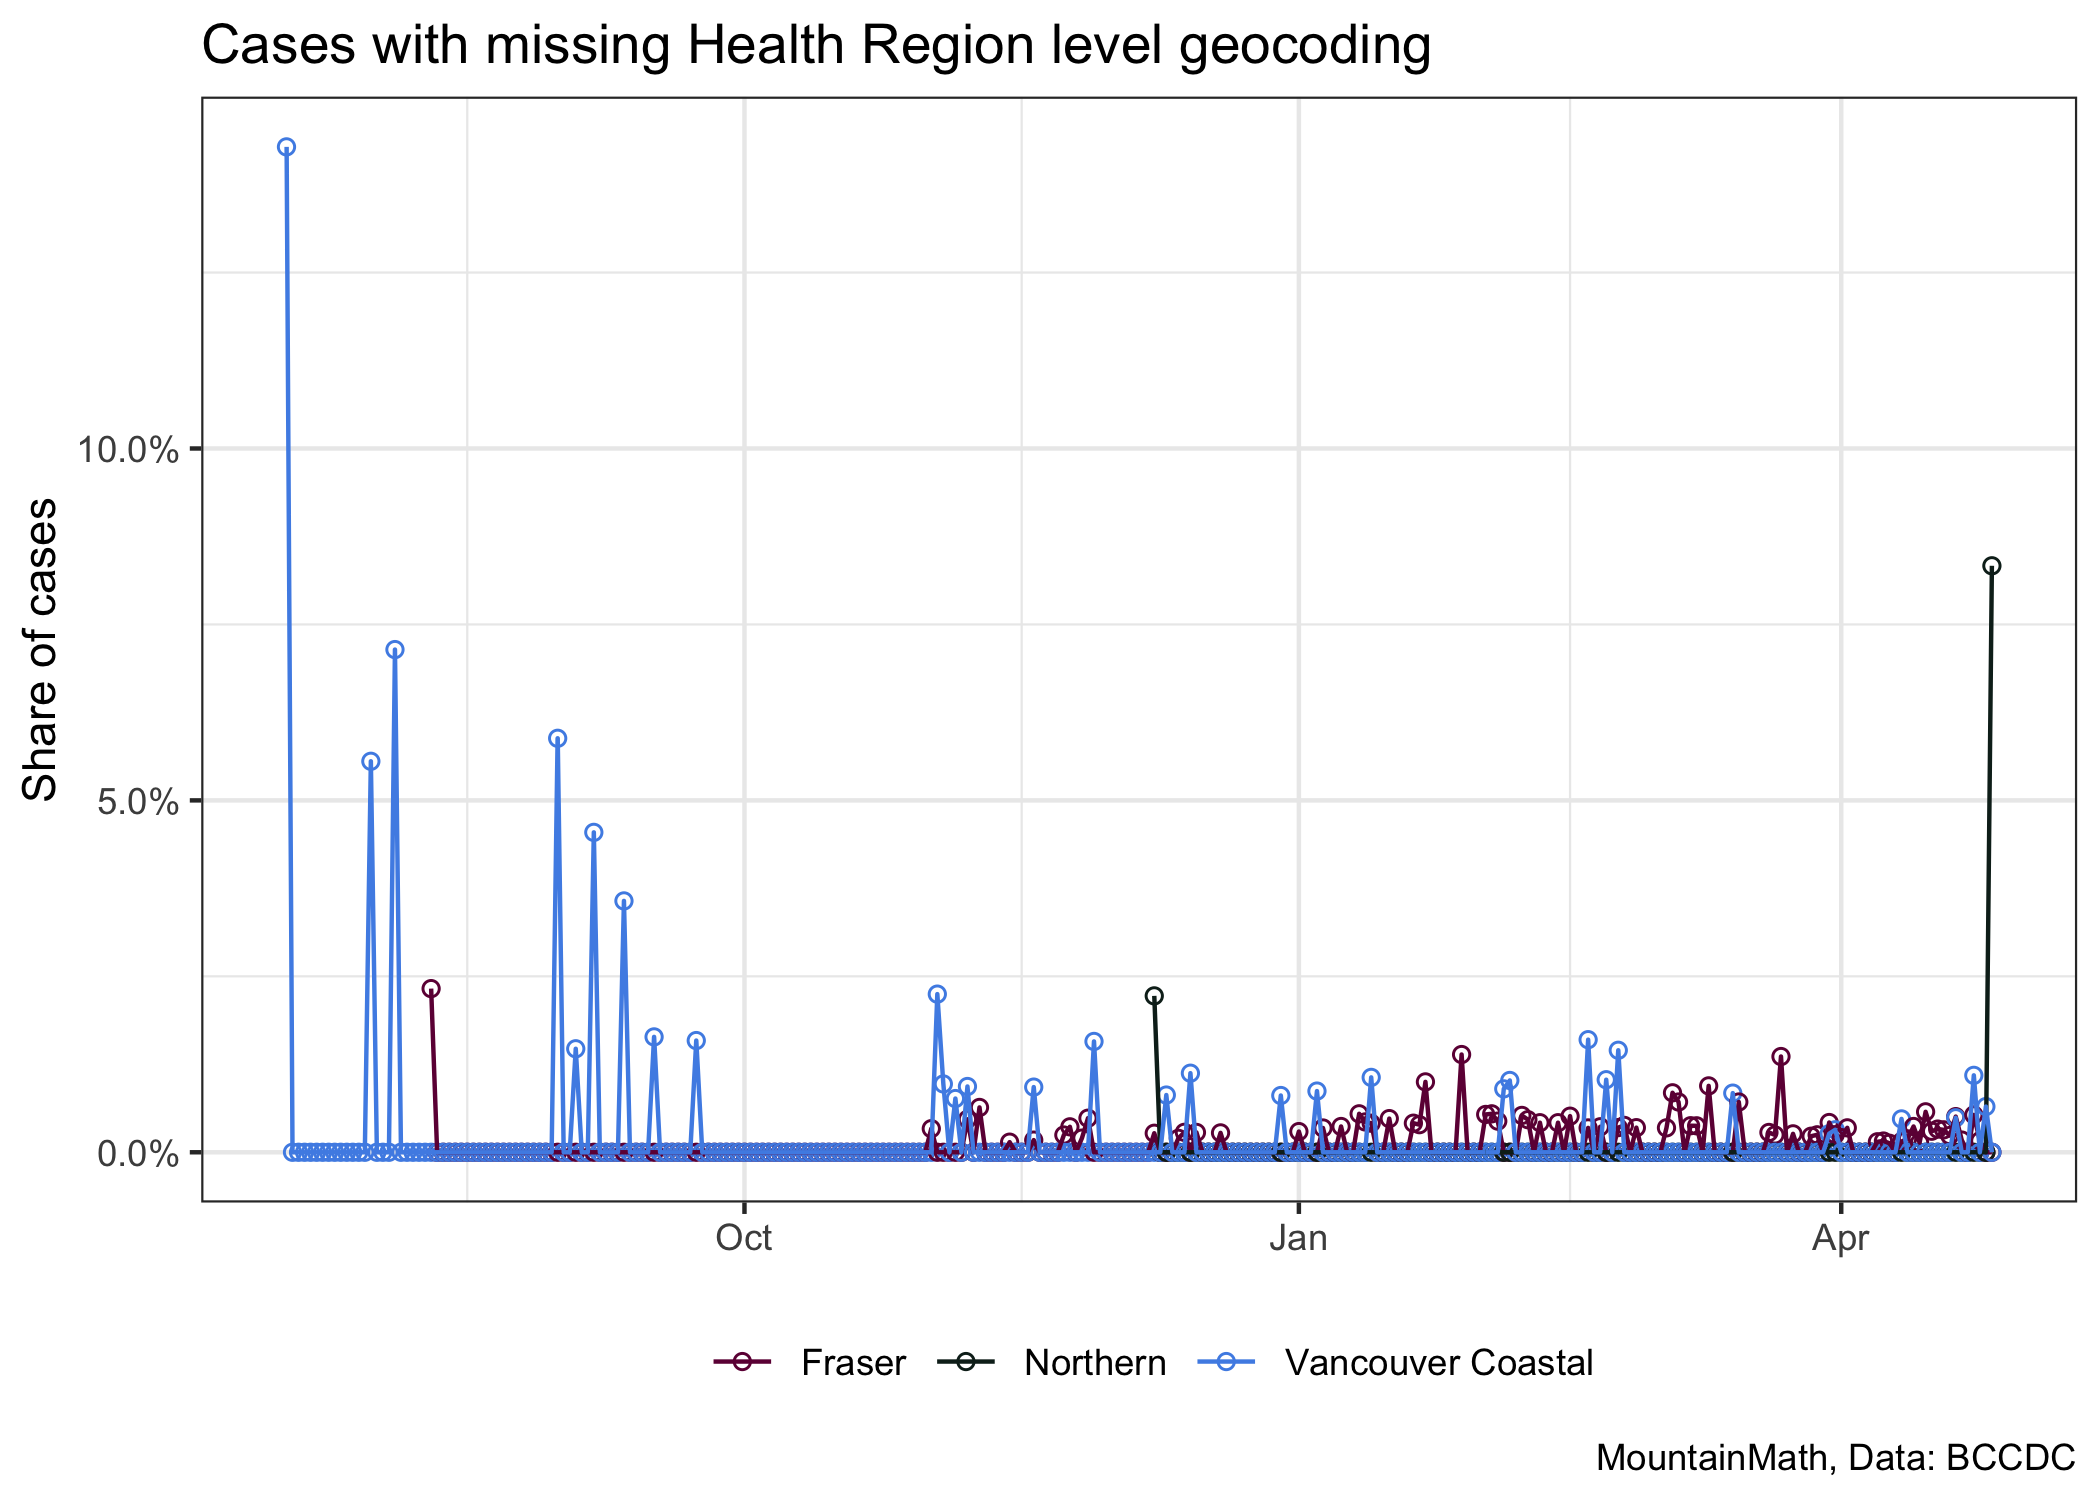 Cases with missing Health Region level geocoding
Share of cases
10.0%
5.0%
0.0%
Oct Jan Apr
Fraser Northern Vancouver Coastal
MountainMath, Data: BCCDC